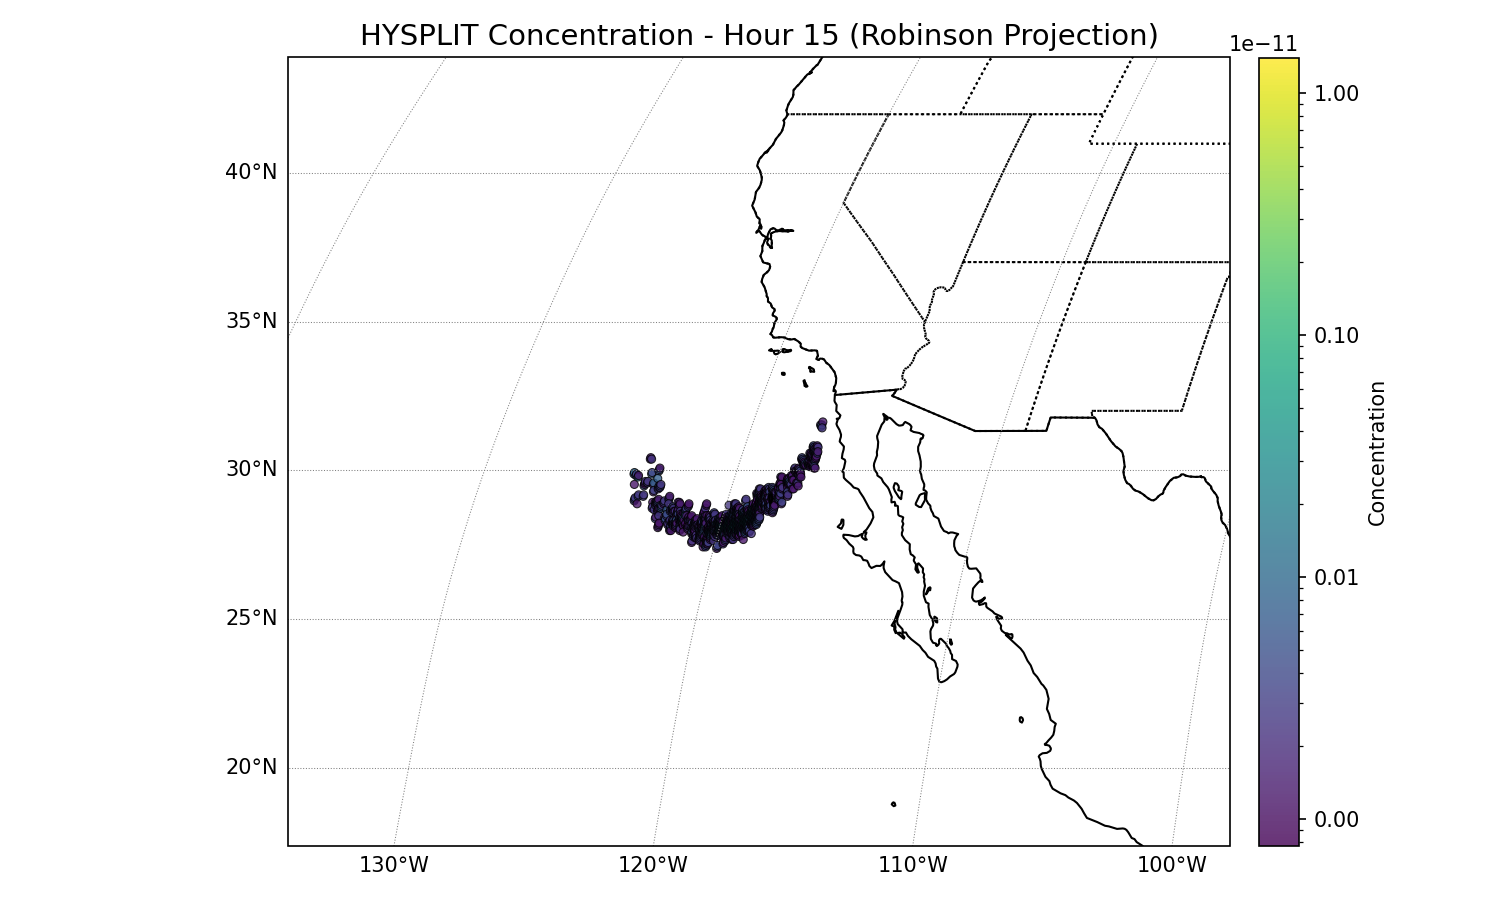 HYSPLIT Concentration - Hour 15 (Robinson Projection)
1e−11
40°N
35°N
30°N
25°N
20°N
130°W
120°W
110°W
100°W
1.00
0.10
0.01
0.00
Concentration